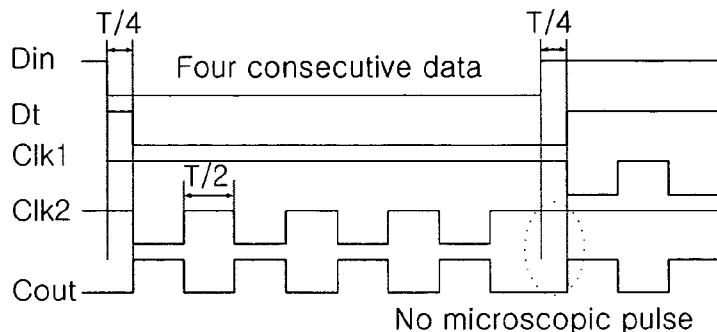 T/4 T/4
Din
Four consecutive data
Dt
Clk1
T/2
Clk2
Cout
No microscopic pulse